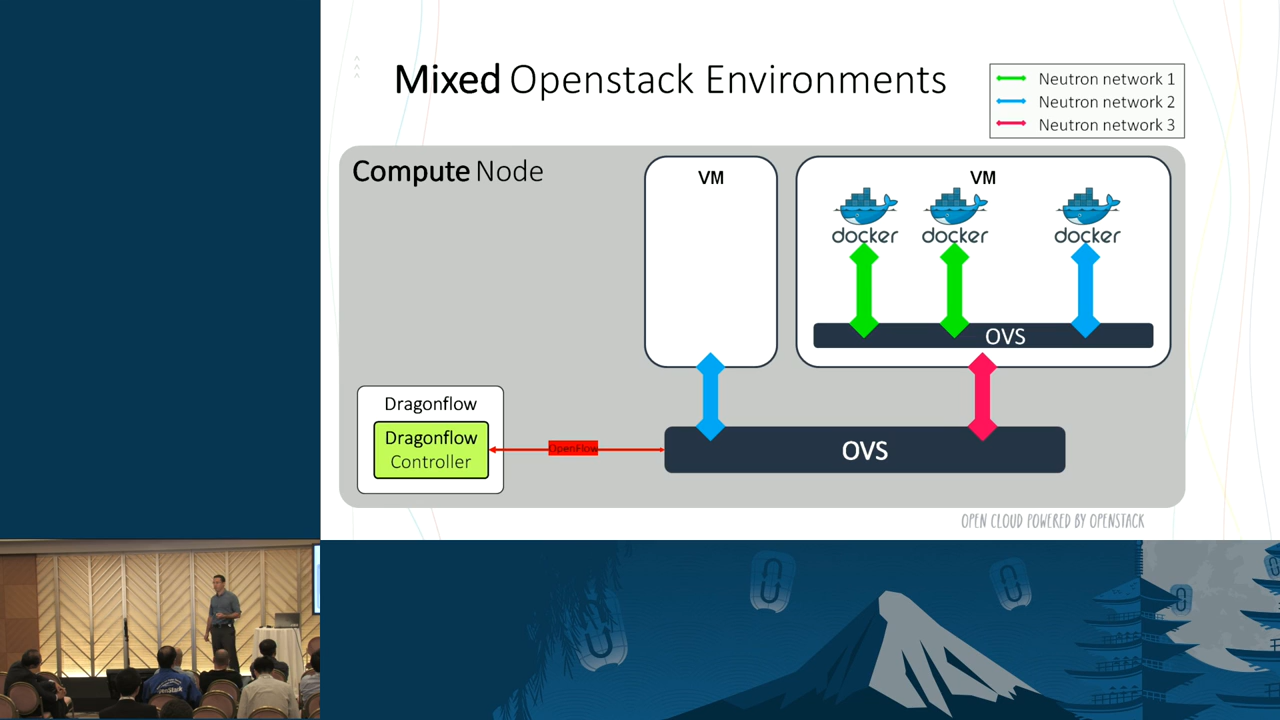 Mixed Openstack Environments
Neutron network 1
Neutron network 2
Neutron network 3
Compute Node
VM
VM
docker
docker
docker
OVS
Dragonflow
Dragonflow
Controller
OpenFlow
OVS
OPEN CLOUD POWERED BY OPENSTACK
openstack